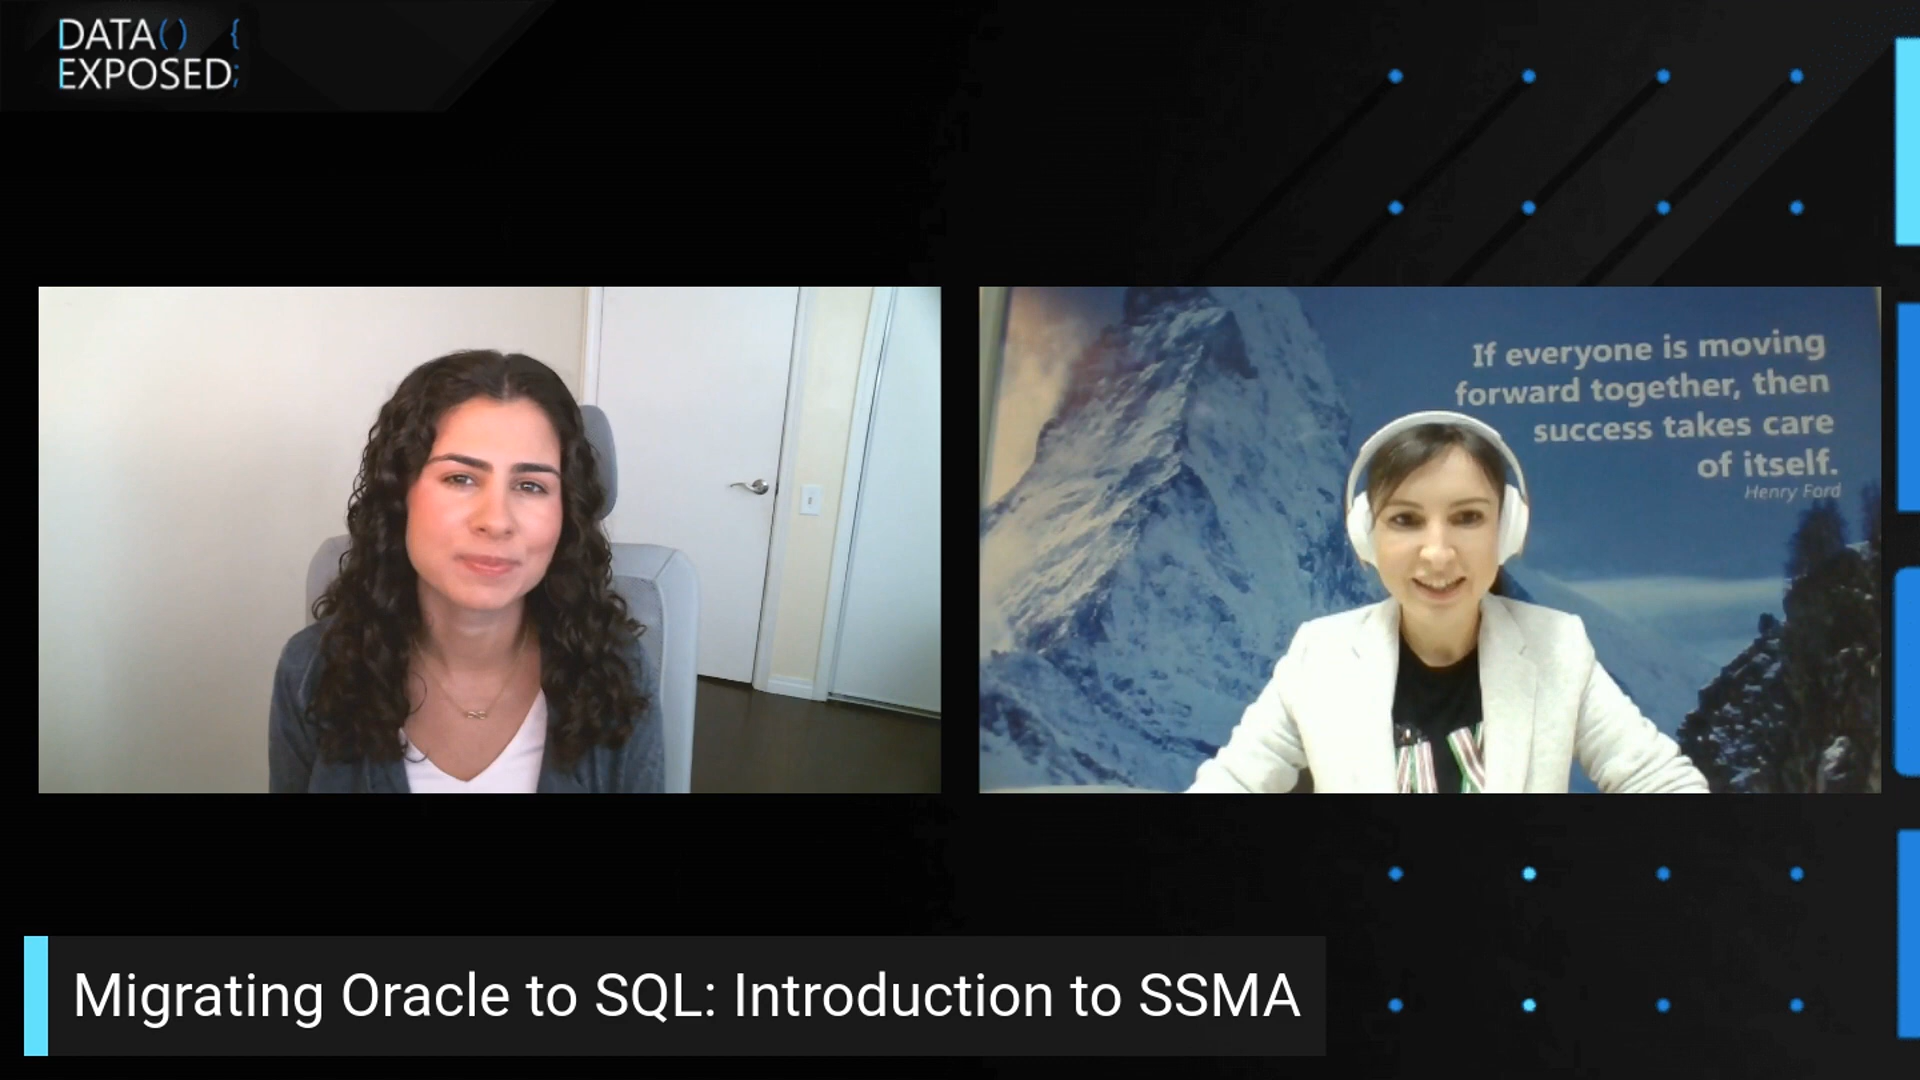 DATA() {
EXPOSED;
If everyone is moving
forward together, then
success takes care
of itself.
Henry Ford
Migrating Oracle to SQL: Introduction to SSMA